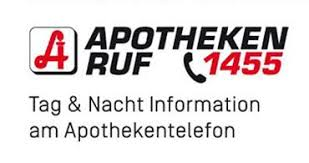 APOTHEKEN
RUF 1455
Tag & Nacht Information
am Apothekentelefon